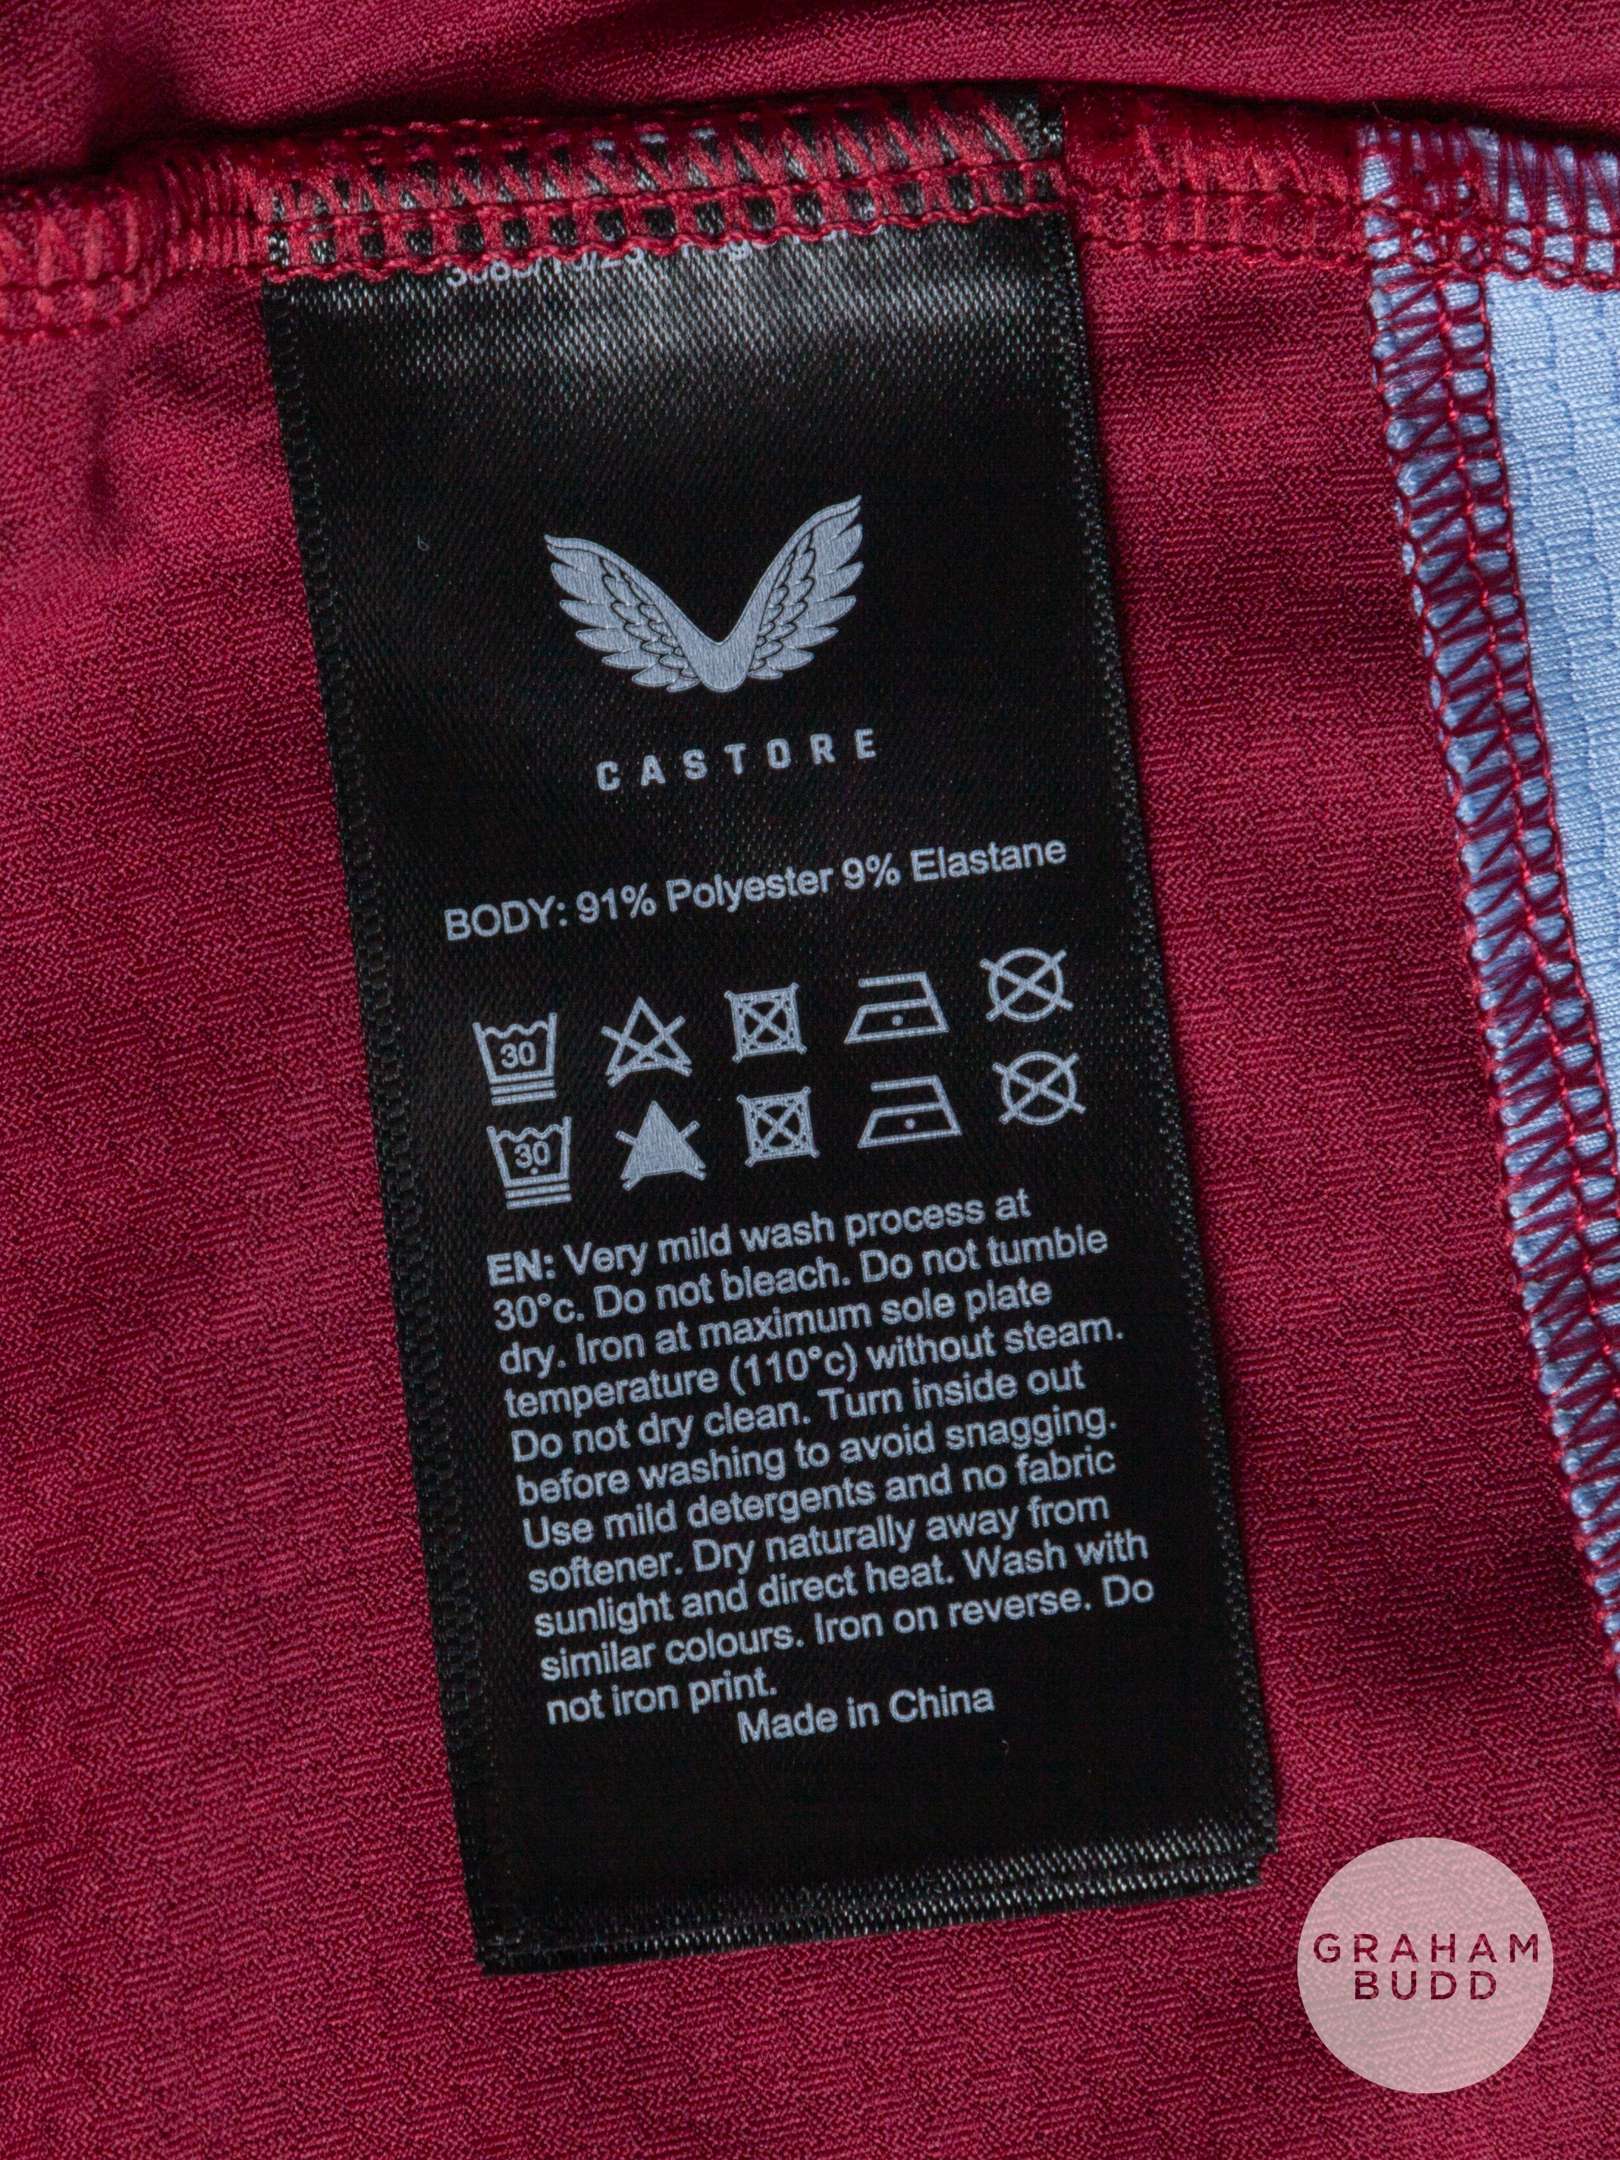 CASTORE
BODY: 91% Polyester 9% Elastane
30
30
EN: Very mild wash process at
30°c. Do not bleach. Do not tumble
dry. Iron at maximum sole plate
temperature (110°c) without steam.
Do not dry clean. Turn inside out
before washing to avoid snagging.
Use mild detergents and no fabric
softener. Dry naturally away from
sunlight and direct heat. Wash with
similar colours. Iron on reverse. Do
not iron print.
Made in China
GRAHAM
BUDD